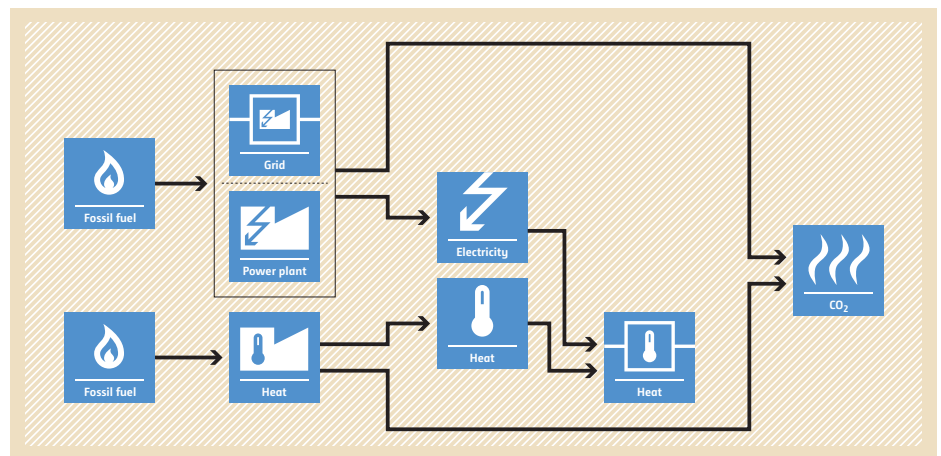 Grid
Fossil fuel
Power plant
Electricity
CO₂
Heat
Fossil fuel
Heat
Heat